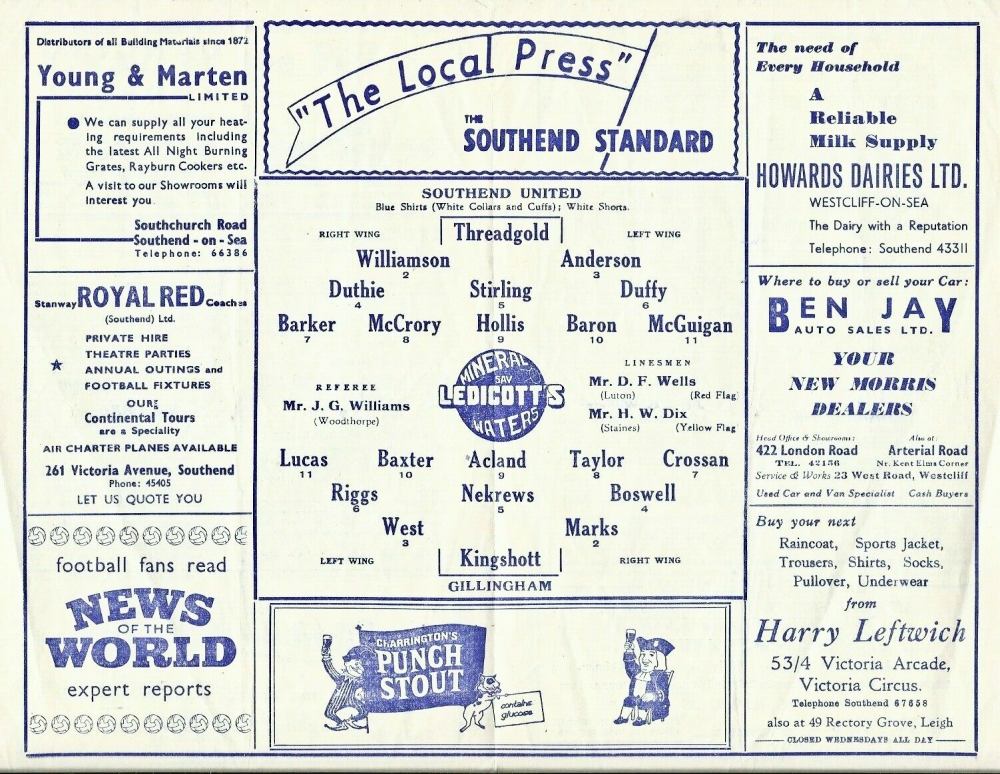 Distributors of all Building Materials since 1872
Young & Marten
LIMITED
We can supply all your heat-
ing requirements including
the latest All Night Burning
Grates, Rayburn Cookers etc.
A visit to our Showrooms will
interest you.
Southchurch Road
Southend - on - Sea
Telephone: 66386
Stanway ROYAL RED Coaches
(Southend) Ltd.
PRIVATE HIRE
THEATRE PARTIES
ANNUAL OUTINGS and
FOOTBALL FIXTURES
OUR
Continental Tours
are a Speciality
AIR CHARTER PLANES AVAILABLE
261 Victoria Avenue, Southend
Phone: 45405
LET US QUOTE YOU
football fans read
NEWS
OF THE
WORLD
expert reports
"The Local Press"
THE
SOUTHEND STANDARD
SOUTHEND UNITED
Blue Shirts (White Collars and Cuffs); White Shorts.
RIGHT WING Threadgold LEFT WING
Williamson Anderson
2 3
Duthie Stirling Duffy
4 5 6
Barker McCrory Hollis Baron McGuigan
7 8 9 10 11
REFEREE
Mr. J. G. Williams
(Woodthorpe)
MINERAL
SAV
LEDICOTT'S
WATERS
LINESMEN
Mr. D. F. Wells
(Luton) (Red Flag
Mr. H. W. Dix
(Staines) (Yellow Flag
Lucas Baxter Acland Taylor Crossan
11 10 9 8 7
Riggs Nekrews Boswell
6 5 4
West Marks
3 2
LEFT WING Kingshott RIGHT WING
GILLINGHAM
CHARRINGTON'S
PUNCH
STOUT
contains
glucose
The need of
Every Household
A
Reliable
Milk Supply
HOWARDS DAIRIES LTD.
WESTCLIFF-ON-SEA
The Dairy with a Reputation
Telephone: Southend 43311
Where to buy or sell your Car:
BEN JAY
AUTO SALES LTD.
YOUR
NEW MORRIS
DEALERS
Head Office & Showrooms: Also at:
422 London Road Arterial Road
TEL. 42156 Nr. Kent Elms Corner
Service & Works 23 West Road, Westcliff
Used Car and Van Specialist Cash Buyers
Buy your next
Raincoat, Sports Jacket,
Trousers, Shirts, Socks,
Pullover, Underwear
from
Harry Leftwich
53/4 Victoria Arcade,
Victoria Circus.
Telephone Southend 67658
also at 49 Rectory Grove, Leigh
CLOSED WEDNESDAYS ALL DAY